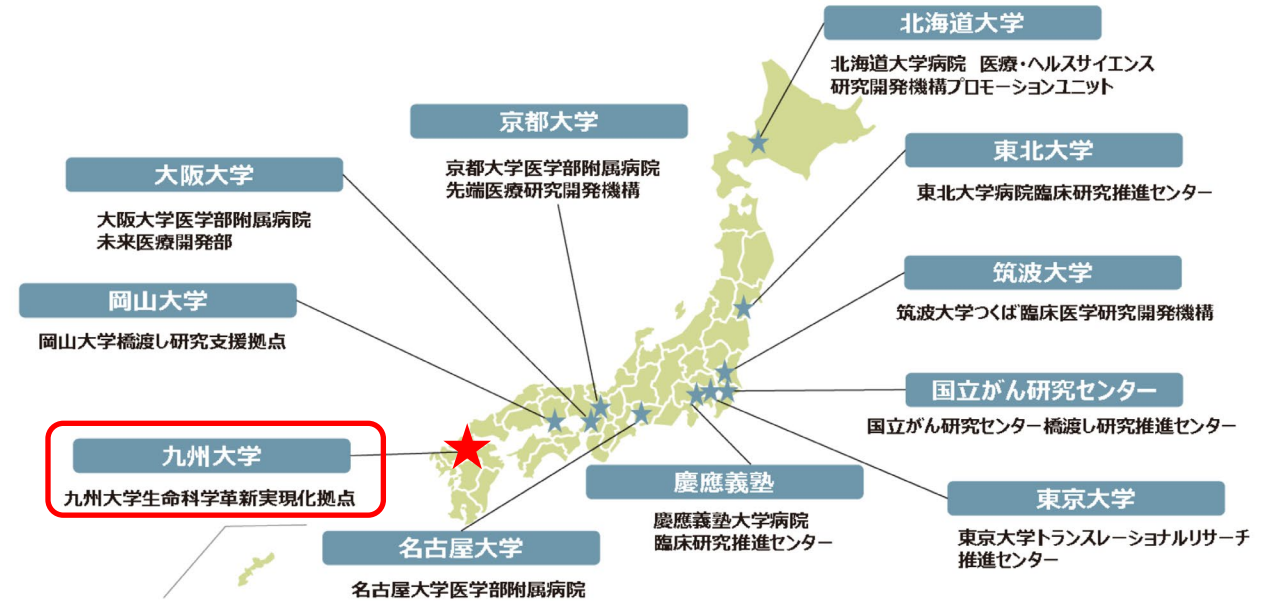 北海道大学
北海道大学病院 医療・ヘルスサイエンス
研究開発機構プロモーションユニット
京都大学
京都大学医学部附属病院
先端医療研究開発機構
東北大学
東北大学病院臨床研究推進センター
大阪大学
大阪大学医学部附属病院
未来医療開発部
筑波大学
筑波大学つくば臨床医学研究開発機構
岡山大学
岡山大学橋渡し研究支援拠点
国立がん研究センター
国立がん研究センター橋渡し研究推進センター
九州大学
九州大学生命科学革新実現化拠点
慶應義塾
慶應義塾大学病院
臨床研究推進センター
東京大学
東京大学トランスレーショナルリサーチ
推進センター
名古屋大学
名古屋大学医学部附属病院